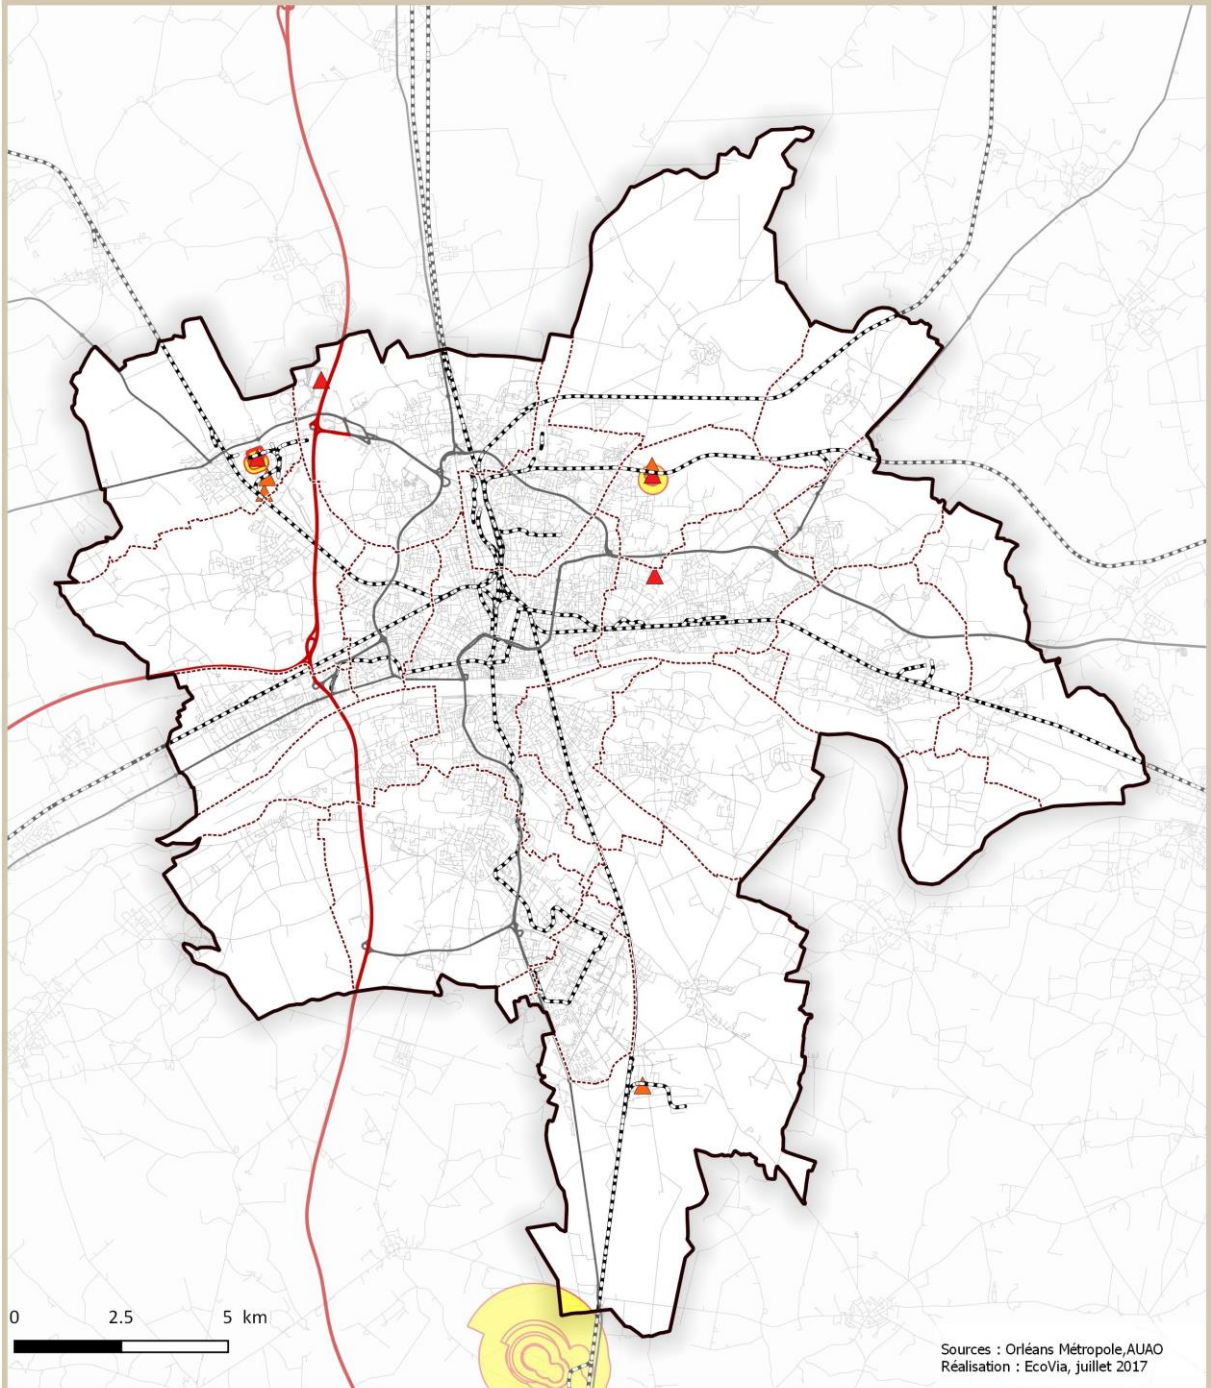 0 2.5 5 km
Sources : Orléans Métropole,AUAO
Réalisation : EcoVia, juillet 2017